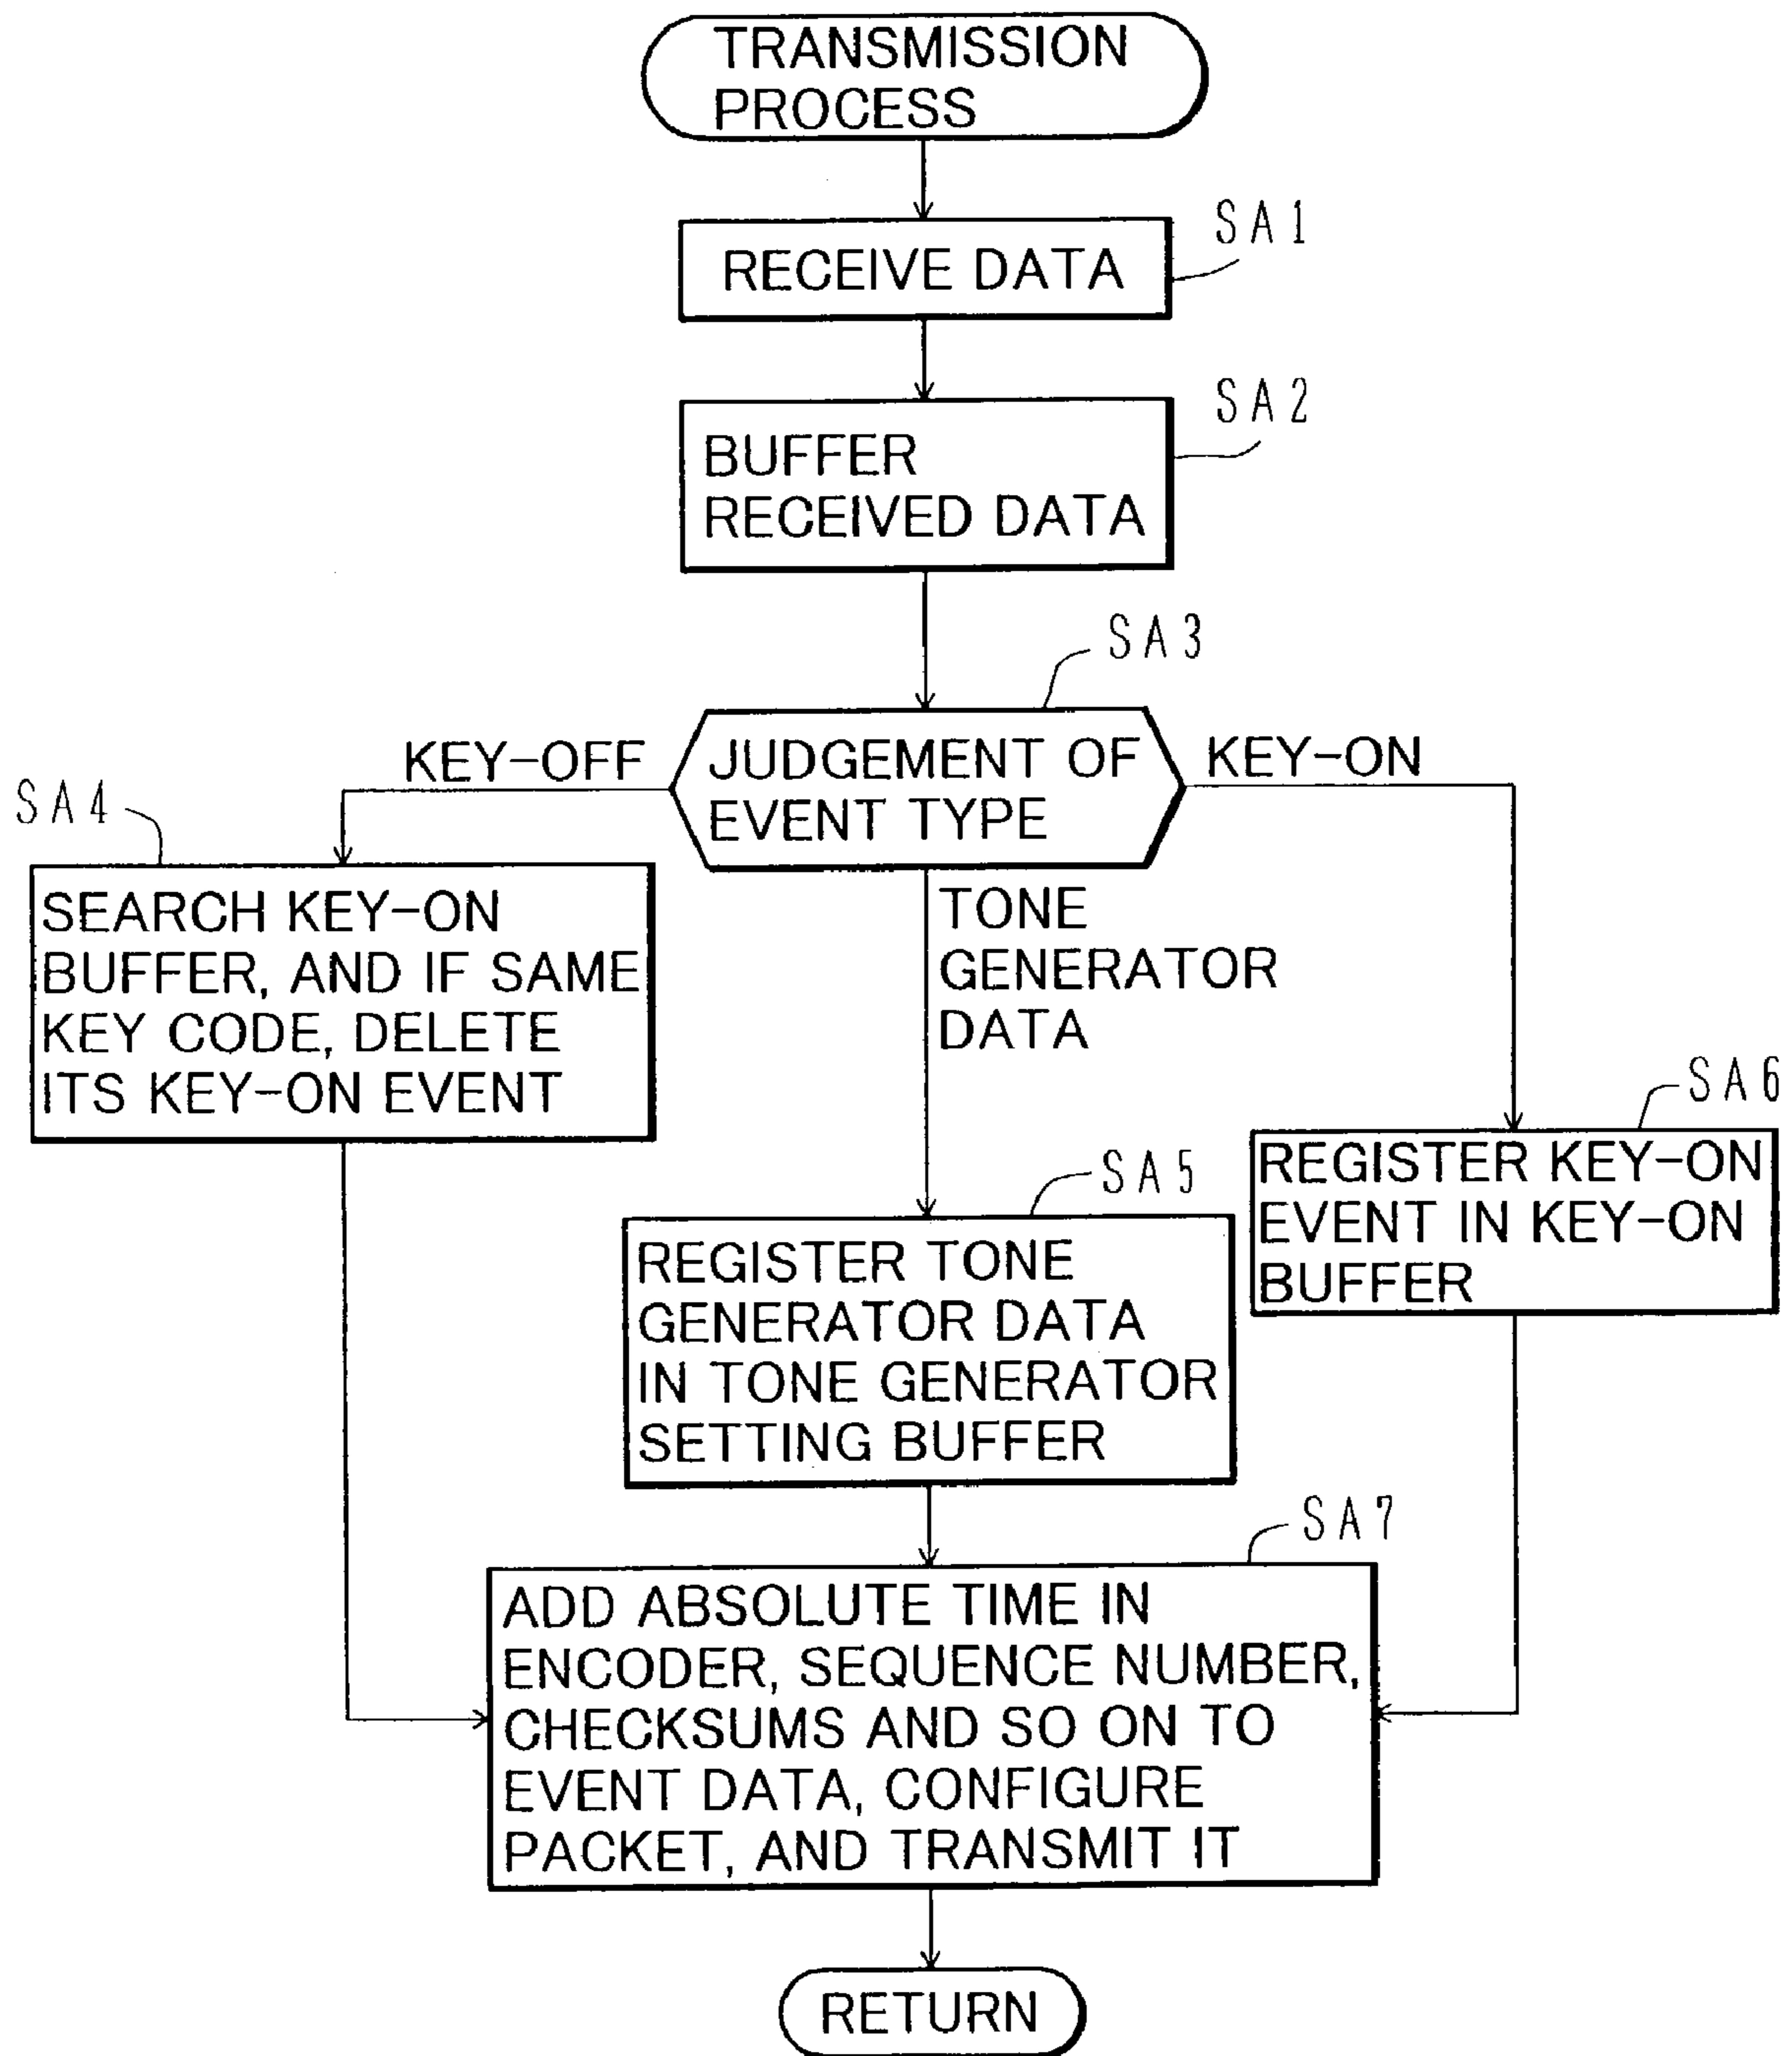 TRANSMISSION
PROCESS
SA1
RECEIVE DATA
SA2
BUFFER
RECEIVED DATA
SA3
JUDGEMENT OF
EVENT TYPE
KEY-OFF
KEY-ON
TONE
GENERATOR
DATA
SA4
SEARCH KEY-ON
BUFFER, AND IF SAME
KEY CODE, DELETE
ITS KEY-ON EVENT
SA5
REGISTER TONE
GENERATOR DATA
IN TONE GENERATOR
SETTING BUFFER
SA6
REGISTER KEY-ON
EVENT IN KEY-ON
BUFFER
SA7
ADD ABSOLUTE TIME IN
ENCODER, SEQUENCE NUMBER,
CHECKSUMS AND SO ON TO
EVENT DATA, CONFIGURE
PACKET, AND TRANSMIT IT
RETURN